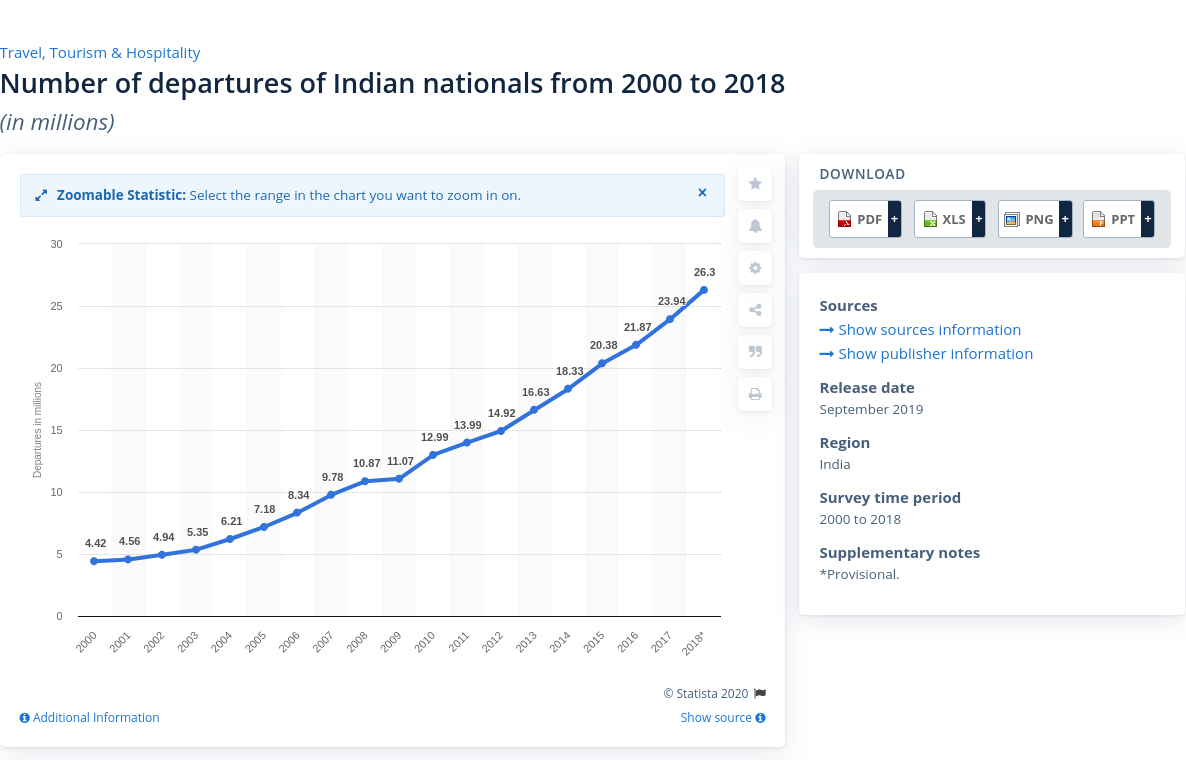 Travel, Tourism & Hospitality
Number of departures of Indian nationals from 2000 to 2018
(in millions)
Zoomable Statistic: Select the range in the chart you want to zoom in on.
×
30
25
20
15
10
5
0
Departures in millions
4.42
4.56
4.94
5.35
6.21
7.18
8.34
9.78
10.87
11.07
12.99
13.99
14.92
16.63
18.33
20.38
21.87
23.94
26.3
2000
2001
2002
2003
2004
2005
2006
2007
2008
2009
2010
2011
2012
2013
2014
2015
2016
2017
2018*
© Statista 2020
Additional Information
Show source
DOWNLOAD
PDF + XLS + PNG + PPT +
Sources
Show sources information
Show publisher information
Release date
September 2019
Region
India
Survey time period
2000 to 2018
Supplementary notes
*Provisional.